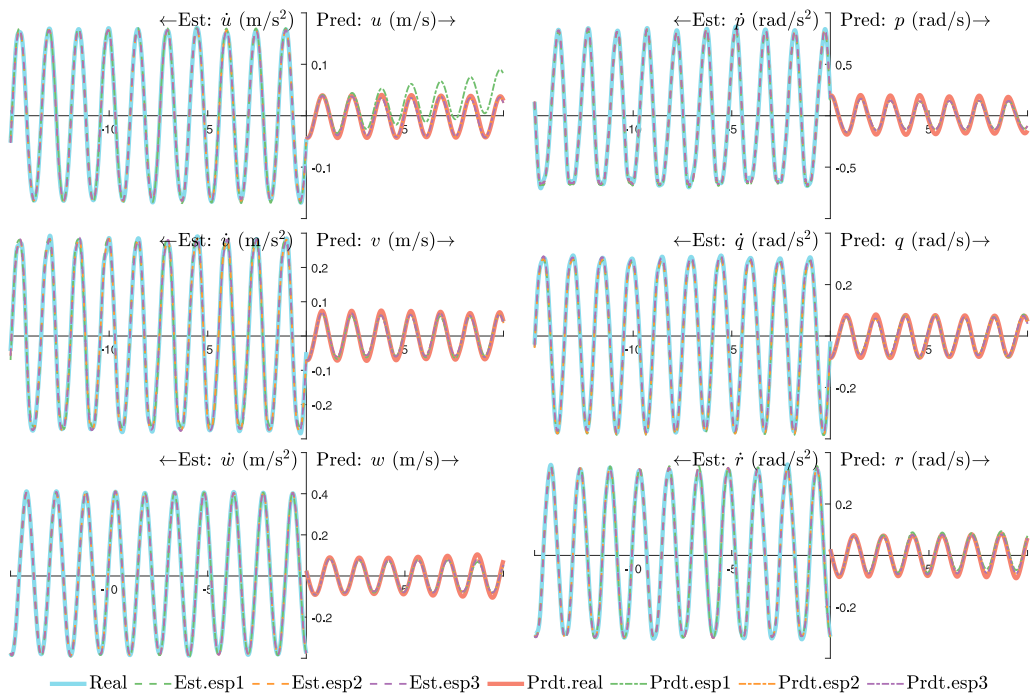 ←Est: u̇ (m/s²) Pred: u (m/s)→
0.1
-10 -5 5
-0.1
←Est: ṗ (rad/s²) Pred: p (rad/s)→
0.5
-10 -5 5
-0.5
←Est: v̇ (m/s²) Pred: v (m/s)→
0.2
0.1
-10 -5 5
-0.1
-0.2
←Est: q̇ (rad/s²) Pred: q (rad/s)→
0.2
-10 -5 5
-0.2
←Est: ẇ (m/s²) Pred: w (m/s)→
0.4
0.2
-10 -5 5
-0.2
←Est: ṙ (rad/s²) Pred: r (rad/s)→
0.2
-10 -5 5
-0.2
Real Est.esp1 Est.esp2 Est.esp3 Prdt.real Prdt.esp1 Prdt.esp2 Prdt.esp3